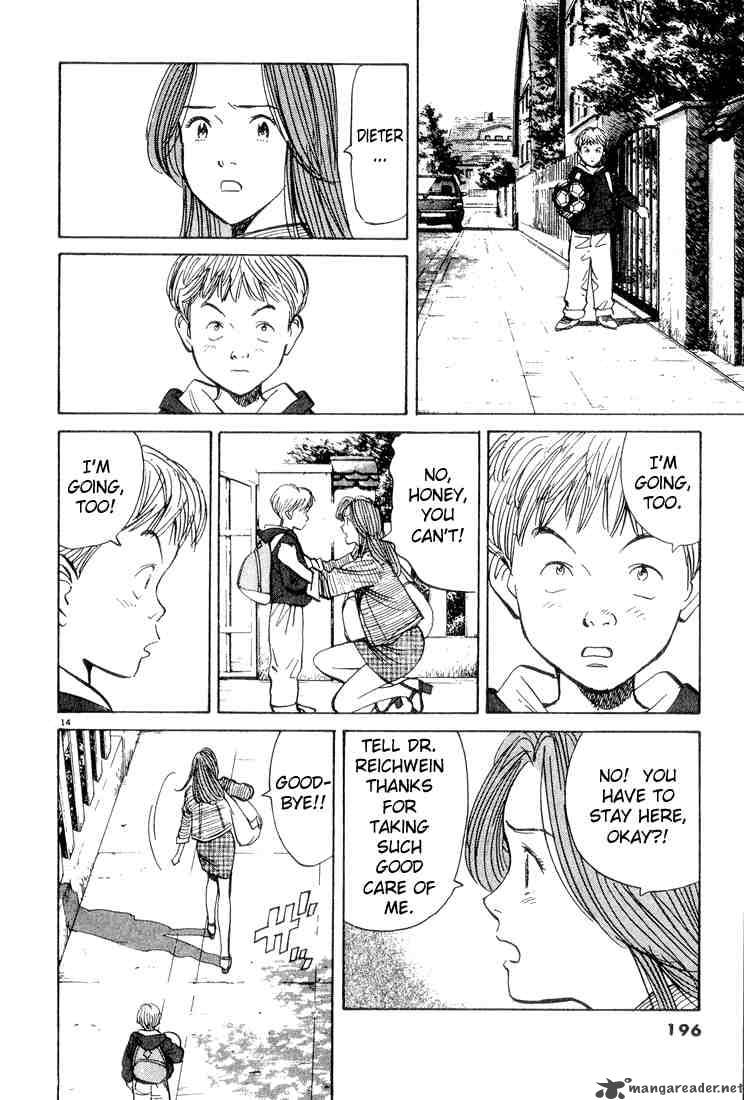 DIETER
...
I'M
GOING,
TOO.
NO,
HONEY,
YOU
CAN'T!
I'M
GOING,
TOO!
NO! YOU
HAVE TO
STAY HERE,
OKAY?!
TELL DR.
REICHWEIN
THANKS
FOR
TAKING
SUCH
GOOD
CARE OF
ME.
GOOD-
BYE!!
14
196
mangareader.net